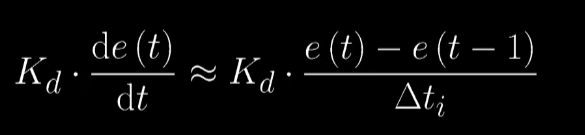 K_d · de(t)/dt ≈ K_d · e(t) − e(t − 1)/Δt_i